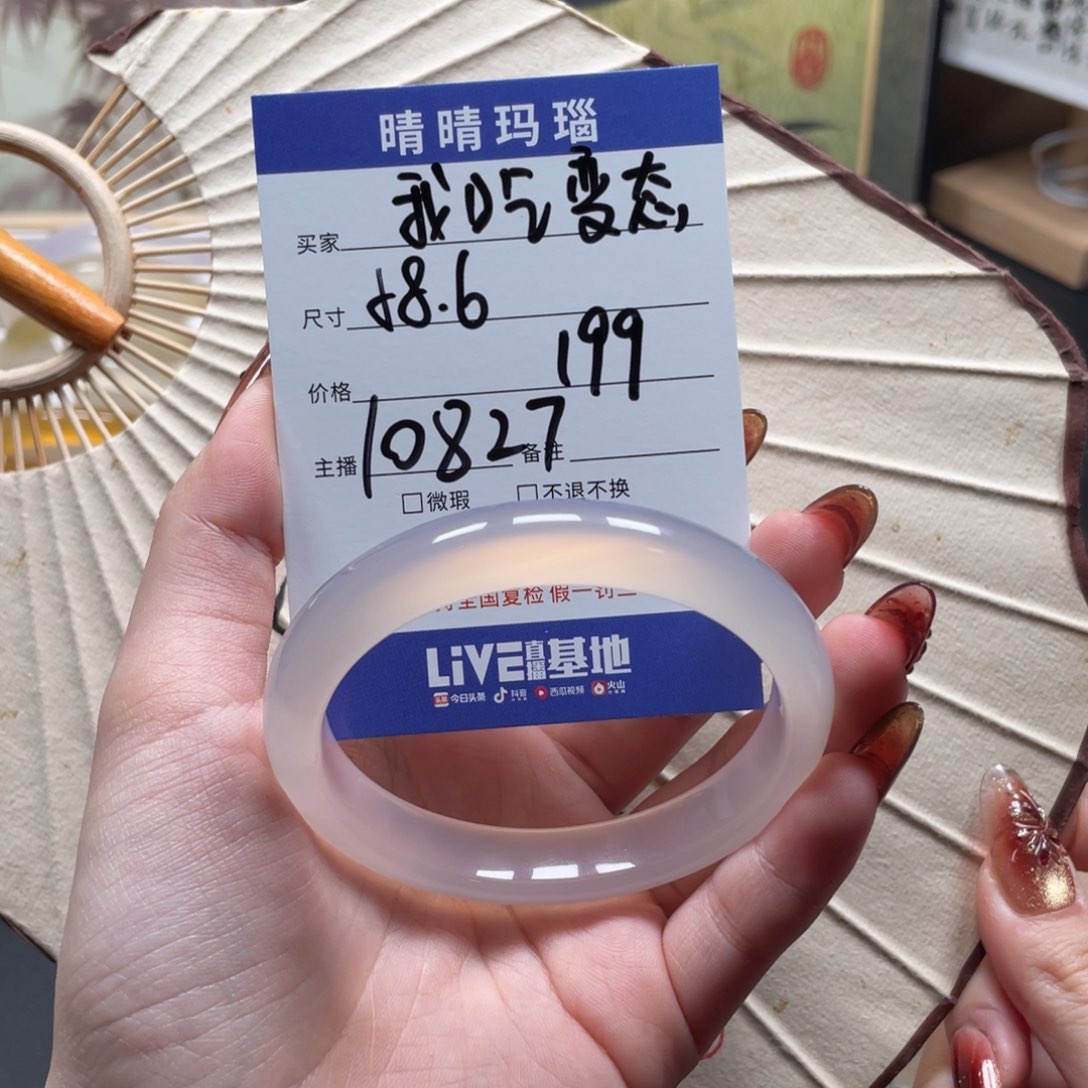 晴晴玛瑙
买家 我吃变态,
尺寸 58.6
价格 199
主播 10827 备注
□微瑕 □不退不换
全国复检 假一罚三
LiVE直播基地
今日头条 抖音 西瓜视频 火山